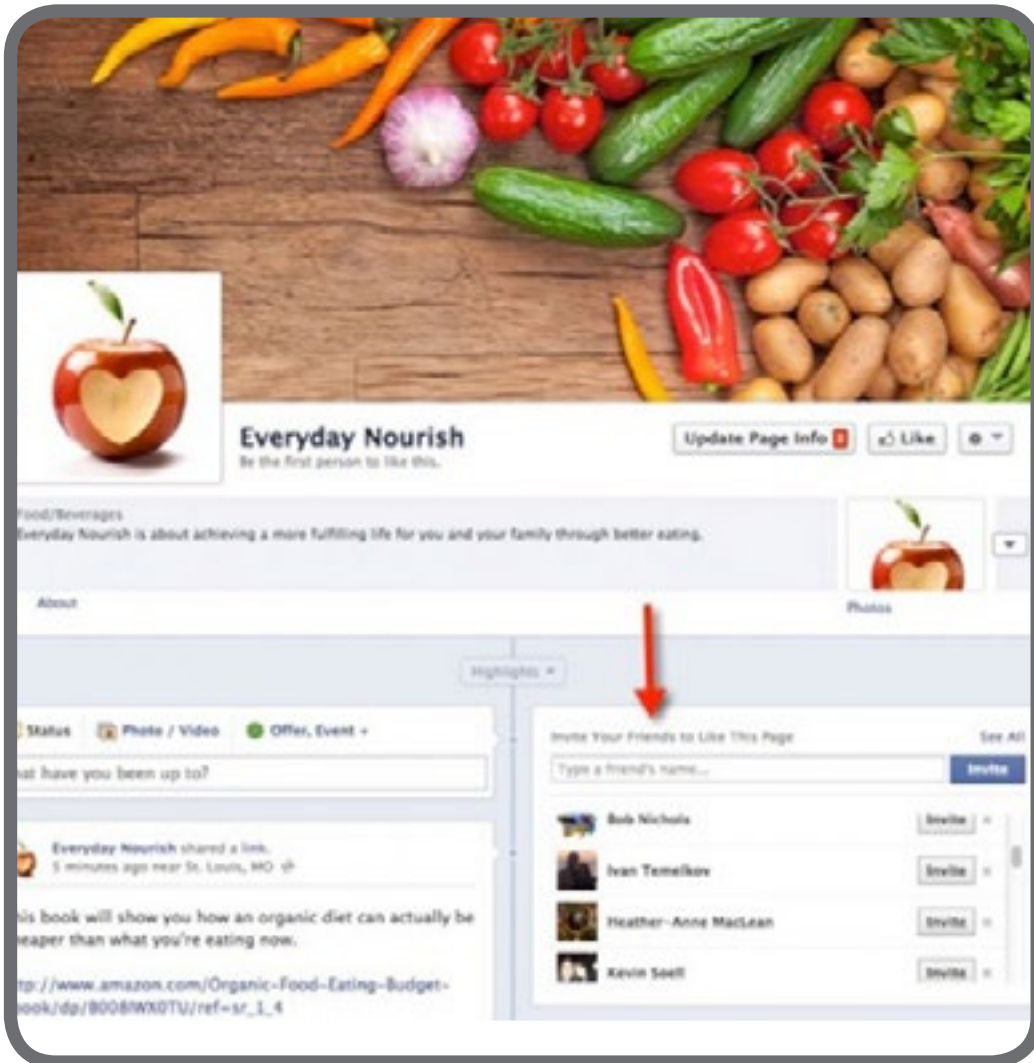 Everyday Nourish
Be the first person to like this.
Update Page Info
Like
Food/Beverages
Everyday Nourish is about achieving a more fulfilling life for you and your family through better eating.
About
Photos
Highlights
Status
Photo / Video
Offer, Event +
at have you been up to?
Everyday Nourish shared a link.
5 minutes ago near St. Louis, MO
his book will show you how an organic diet can actually be
eaper than what you're eating now.
tp://www.amazon.com/Organic-Food-Eating-Budget-
ook/dp/B008IWX0TU/ref=sr_1_4
Invite Your Friends to Like This Page
See All
Type a friend's name...
Invite
Bob Nichols
Invite
Ivan Temelkov
Invite
Heather-Anne MacLean
Invite
Kevin Soell
Invite